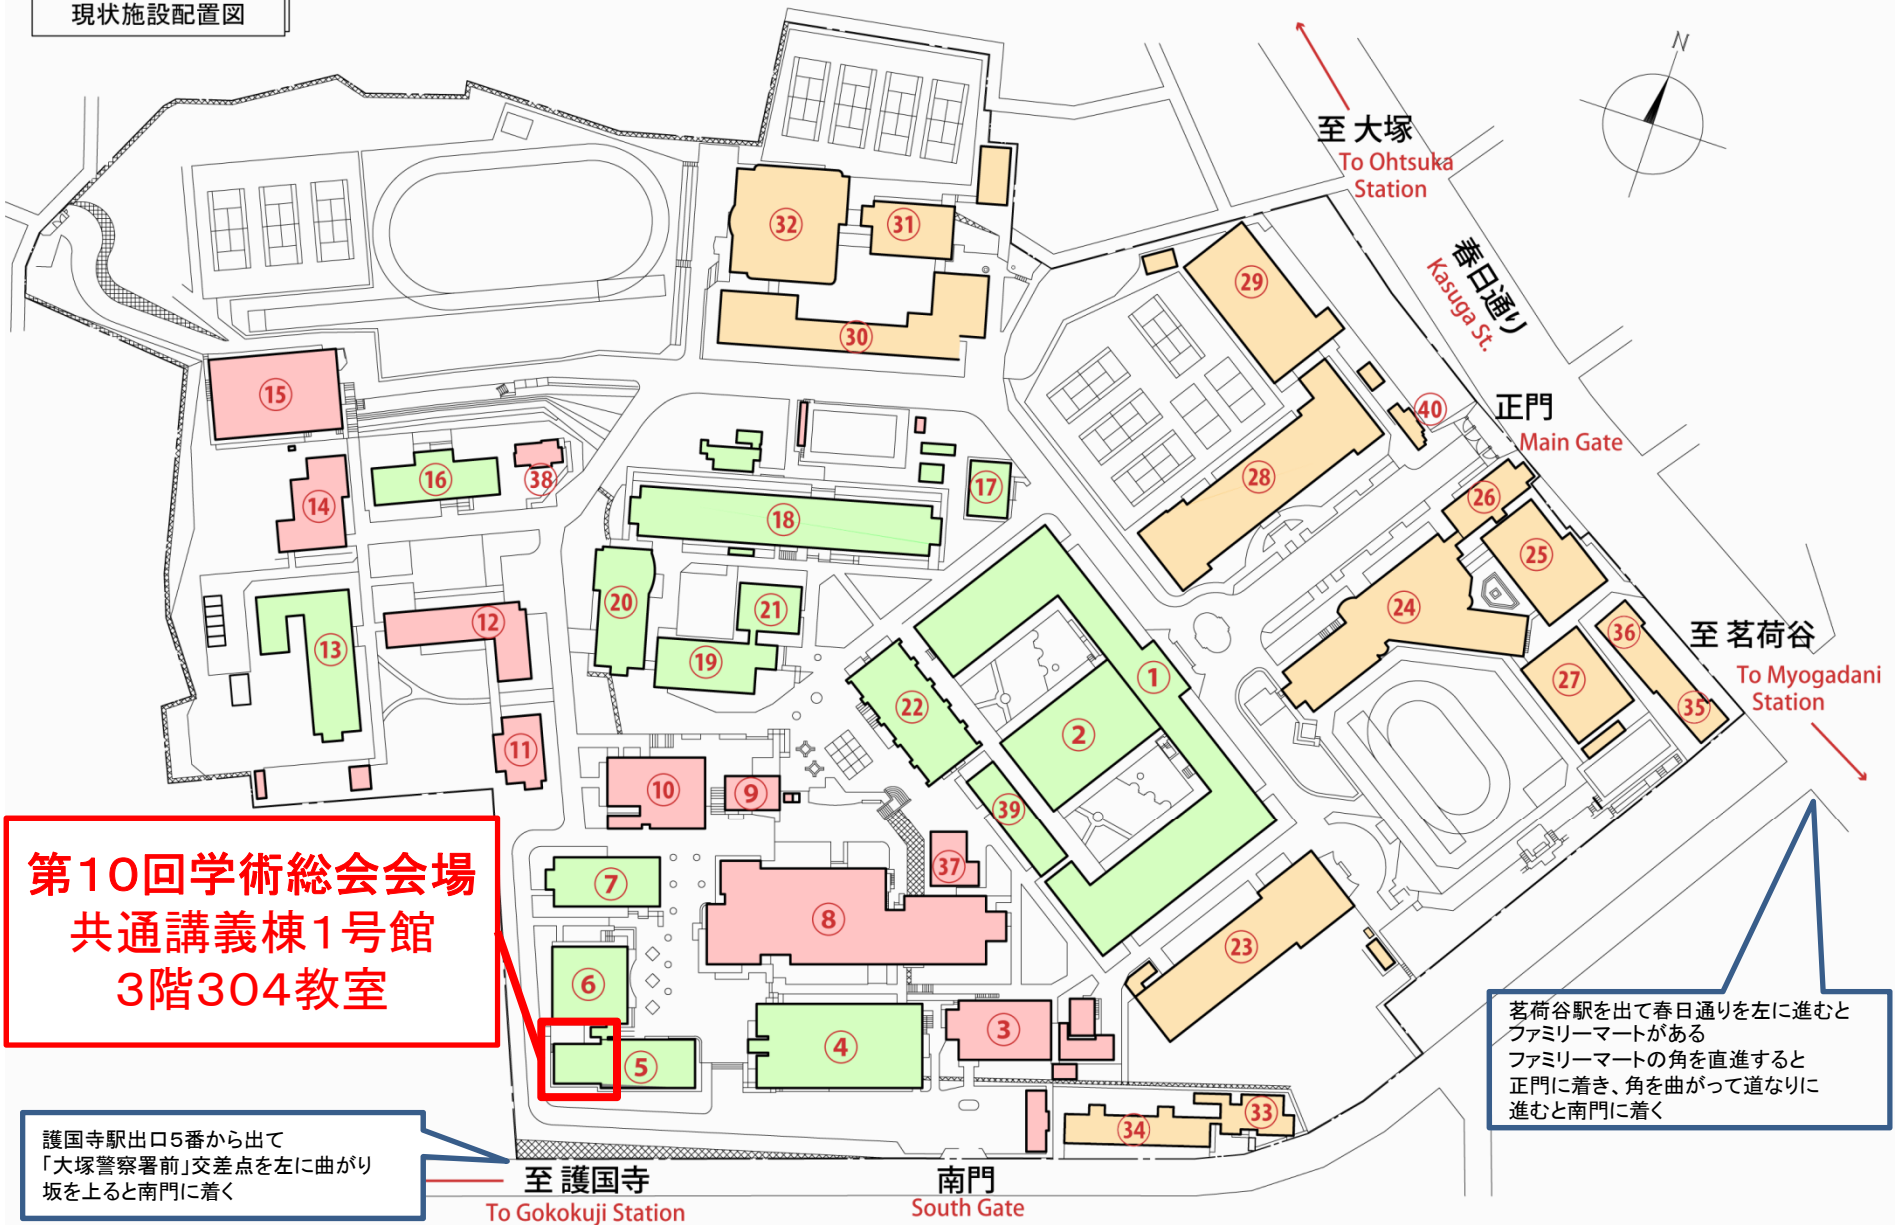 現状施設配置図
N
至 大塚
To Ohtsuka
Station
春日通り
Kasuga St.
32
31
29
30
15
40
正門
Main Gate
16
38
17
28
26
14
18
25
20
21
24
36
至 茗荷谷
To Myogadani
Station
13
12
19
1
27
35
22
2
11
10
9
39
37
7
8
23
第10回学術総会会場
共通講義棟1号館
3階304教室
6
3
4
5
33
34
茗荷谷駅を出て春日通りを左に進むと
ファミリーマートがある
ファミリーマートの角を直進すると
正門に着き、角を曲がって道なりに
進むと南門に着く
護国寺駅出口5番から出て
「大塚警察署前」交差点を左に曲がり
坂を上ると南門に着く
至 護国寺
To Gokokuji Station
南門
South Gate